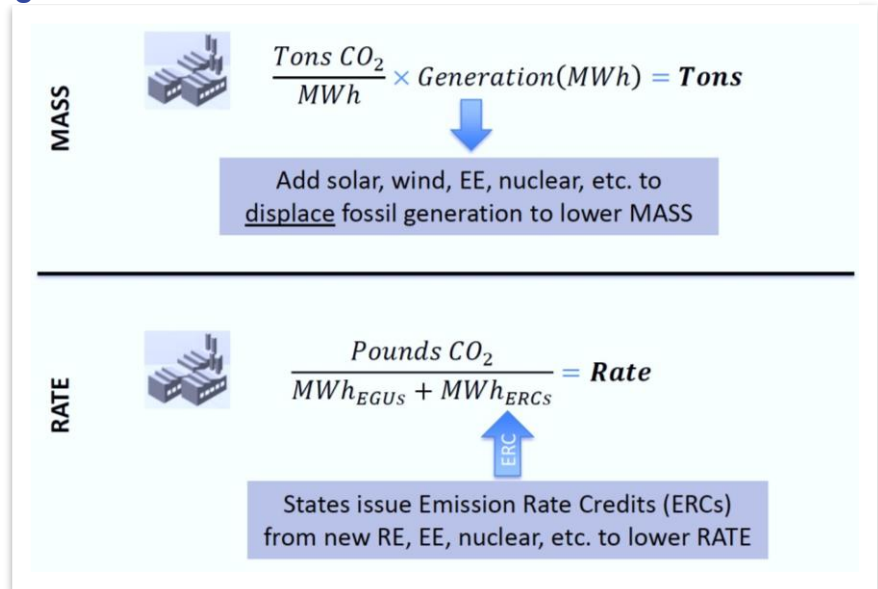 MASS
Tons CO₂
MWh
× Generation(MWh) = Tons
Add solar, wind, EE, nuclear, etc. to
displace fossil generation to lower MASS
RATE
Pounds CO₂
MWh_EGUs + MWh_ERCs
= Rate
ERC
States issue Emission Rate Credits (ERCs)
from new RE, EE, nuclear, etc. to lower RATE